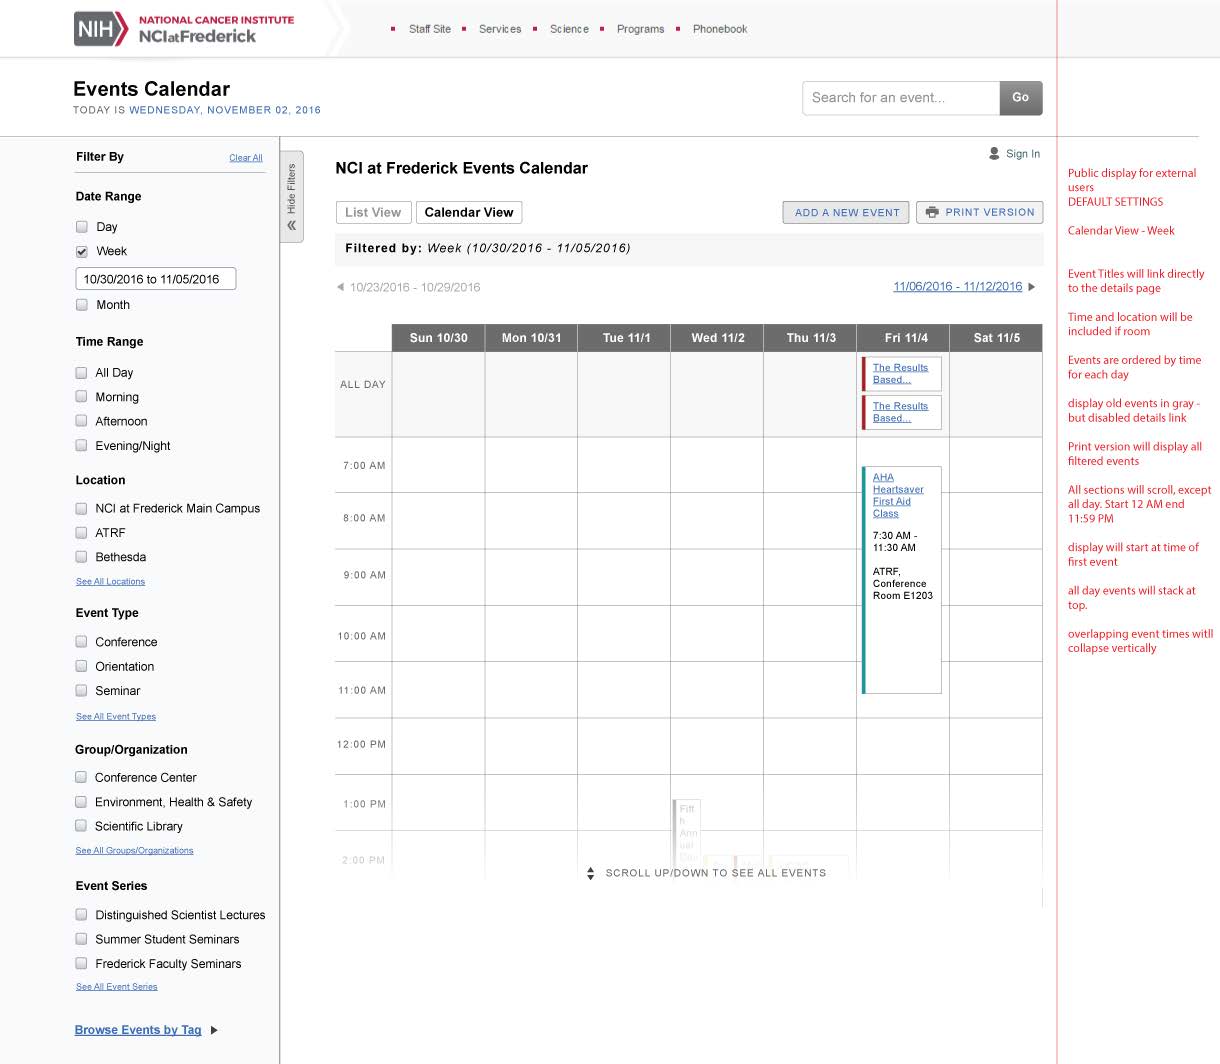 NIH
NATIONAL CANCER INSTITUTE
NCIatFrederick
Staff Site
Services
Science
Programs
Phonebook
Events Calendar
TODAY IS WEDNESDAY, NOVEMBER 02, 2016
Search for an event...
Go
Filter By
Clear All
Date Range
Day
Week
10/30/2016 to 11/05/2016
Month
Time Range
All Day
Morning
Afternoon
Evening/Night
Location
NCI at Frederick Main Campus
ATRF
Bethesda
See All Locations
Event Type
Conference
Orientation
Seminar
See All Event Types
Group/Organization
Conference Center
Environment, Health & Safety
Scientific Library
See All Groups/Organizations
Event Series
Distinguished Scientist Lectures
Summer Student Seminars
Frederick Faculty Seminars
See All Event Series
Browse Events by Tag
Hide Filters
Sign In
NCI at Frederick Events Calendar
List View
Calendar View
ADD A NEW EVENT
PRINT VERSION
Filtered by: Week (10/30/2016 - 11/05/2016)
10/23/2016 - 10/29/2016
11/06/2016 - 11/12/2016
Sun 10/30
Mon 10/31
Tue 11/1
Wed 11/2
Thu 11/3
Fri 11/4
Sat 11/5
ALL DAY
The Results
Based...
The Results
Based...
7:00 AM
8:00 AM
9:00 AM
10:00 AM
11:00 AM
12:00 PM
1:00 PM
2:00 PM
AHA
Heartsaver
First Aid
Class
7:30 AM -
11:30 AM
ATRF,
Conference
Room E1203
Fift
h
Ann
ual
SCROLL UP/DOWN TO SEE ALL EVENTS
Public display for external
users
DEFAULT SETTINGS
Calendar View - Week
Event Titles will link directly
to the details page
Time and location will be
included if room
Events are ordered by time
for each day
display old events in gray -
but disabled details link
Print version will display all
filtered events
All sections will scroll, except
all day. Start 12 AM end
11:59 PM
display will start at time of
first event
all day events will stack at
top.
overlapping event times witll
collapse vertically